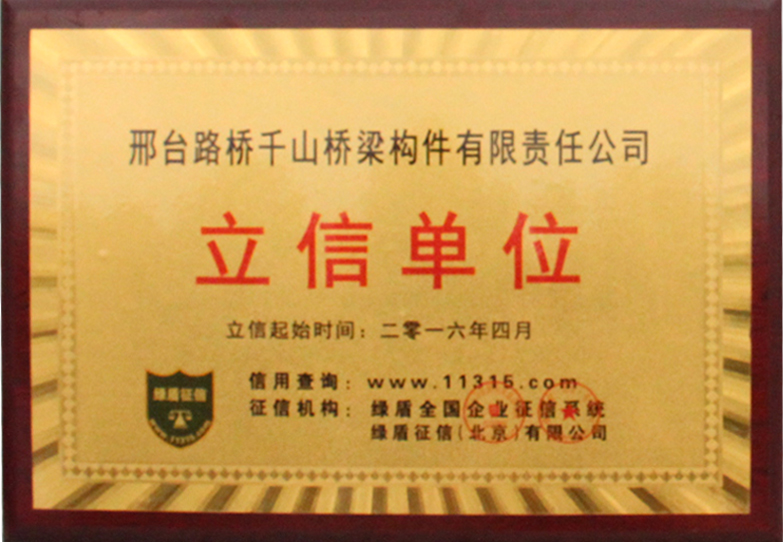 邢台路桥千山桥梁构件有限责任公司
立信单位
立信起始时间：二零一六年四月
绿盾征信
www.11315.com
信用查询：www.11315.com
征信机构：绿盾全国企业征信系统
绿盾征信(北京)有限公司